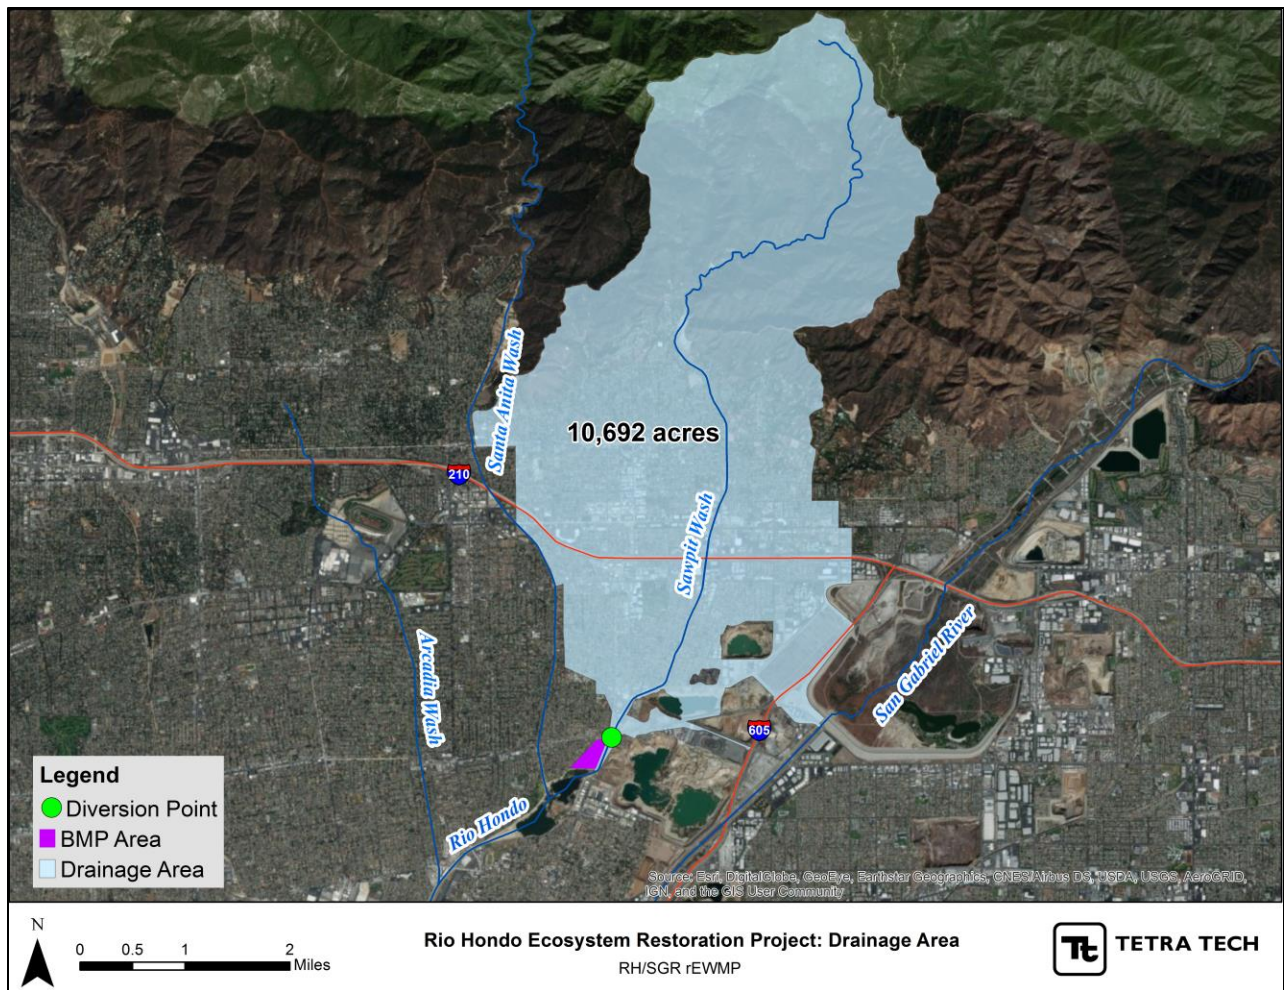 Santa Anita Wash
10,692 acres
210
Sawpit Wash
Arcadia Wash
San Gabriel River
605
Rio Hondo
Legend
Diversion Point
BMP Area
Drainage Area
Source: Esri, DigitalGlobe, GeoEye, Earthstar Geographics, CNES/Airbus DS, USDA, USGS, AeroGRID,
IGN, and the GIS User Community
N
0 0.5 1 2
Miles
Rio Hondo Ecosystem Restoration Project: Drainage Area
RH/SGR rEWMP
Tt TETRA TECH